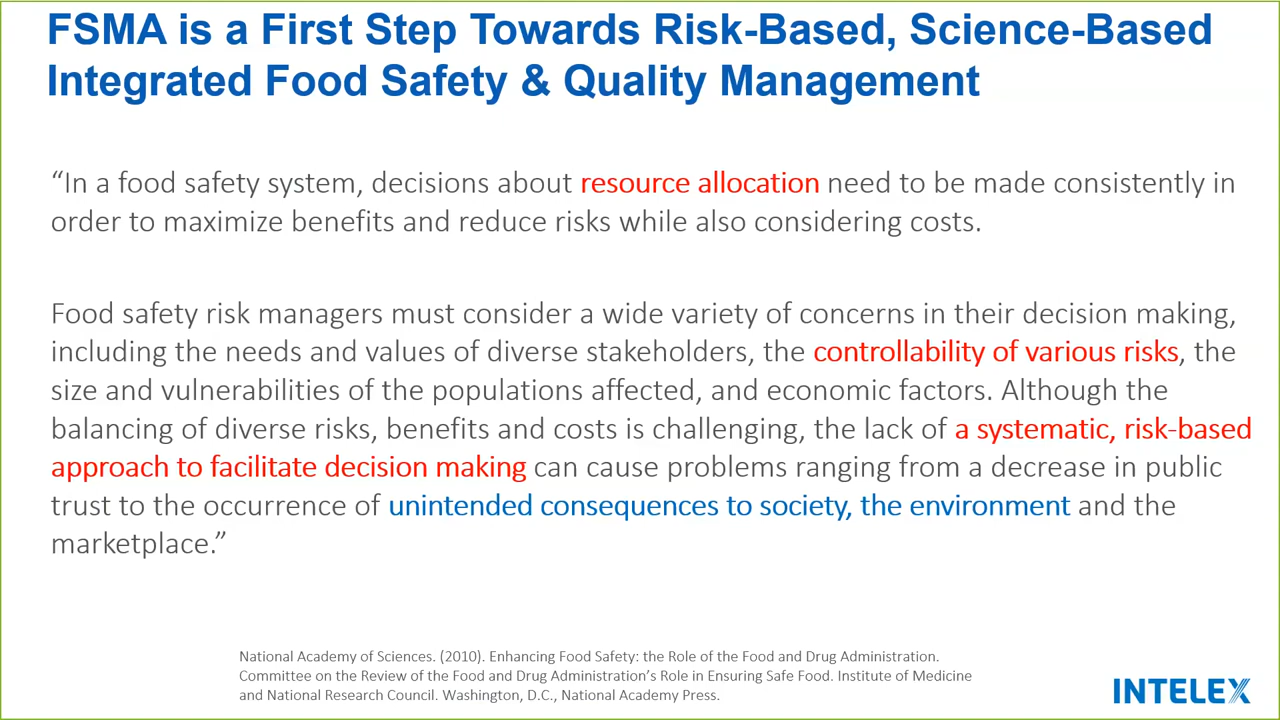 FSMA is a First Step Towards Risk-Based, Science-Based
Integrated Food Safety & Quality Management
“In a food safety system, decisions about resource allocation need to be made consistently in
order to maximize benefits and reduce risks while also considering costs.
Food safety risk managers must consider a wide variety of concerns in their decision making,
including the needs and values of diverse stakeholders, the controllability of various risks, the
size and vulnerabilities of the populations affected, and economic factors. Although the
balancing of diverse risks, benefits and costs is challenging, the lack of a systematic, risk-based
approach to facilitate decision making can cause problems ranging from a decrease in public
trust to the occurrence of unintended consequences to society, the environment and the
marketplace.”
National Academy of Sciences. (2010). Enhancing Food Safety: the Role of the Food and Drug Administration.
Committee on the Review of the Food and Drug Administration’s Role in Ensuring Safe Food. Institute of Medicine
and National Research Council. Washington, D.C., National Academy Press.
INTELEX